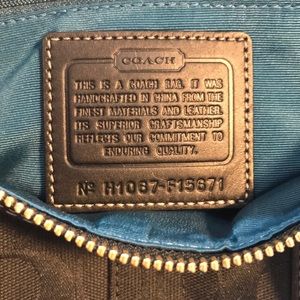 COACH
THIS IS A COACH BAG. IT WAS
HANDCRAFTED IN CHINA FROM THE
FINEST MATERIALS AND LEATHER.
ITS SUPERIOR CRAFTSMANSHIP
REFLECTS OUR COMMITMENT TO
ENDURING QUALITY.
Nº H1067-F15671